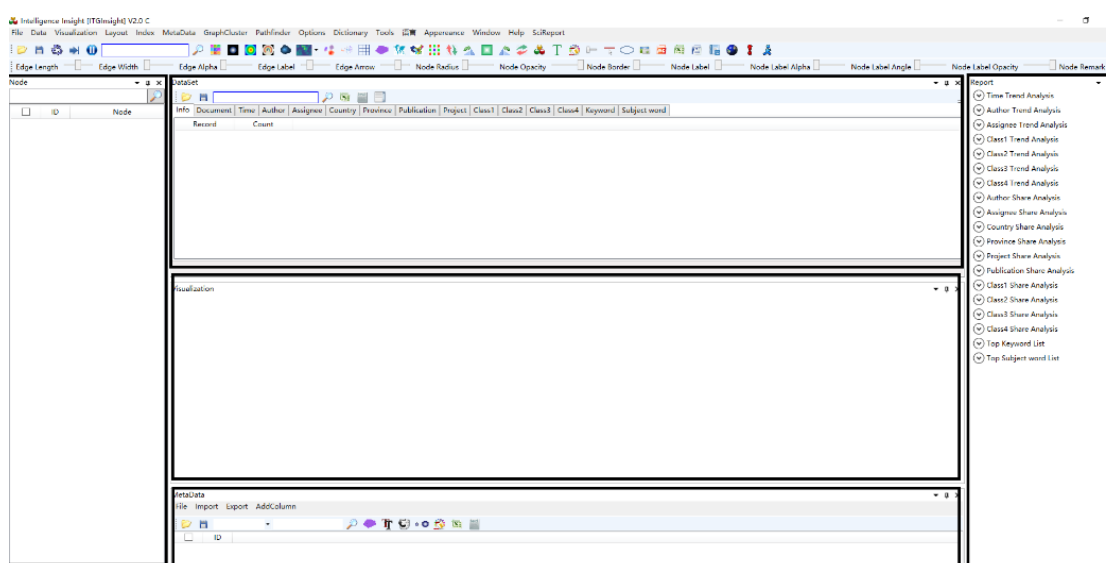 Intelligence Insight [ITGInsight] V2.0 C
File Data Visualization Layout Index MetaData GraphCluster Pathfinder Options Dictionary Tools 语言 Appereance Window Help SciReport
Edge Length Edge Width Edge Alpha Edge Label Edge Arrow Node Radius Node Opacity Node Border Node Label Node Label Alpha Node Label Angle Node Label Opacity Node Remark
Node
ID Node
DataSet
Info Document Time Author Assignee Country Province Publication Project Class1 Class2 Class3 Class4 Keyword Subject word
Record Count
Visualization
MetaData
File Import Export AddColumn
ID
Report
Time Trend Analysis
Author Trend Analysis
Assignee Trend Analysis
Class1 Trend Analysis
Class2 Trend Analysis
Class3 Trend Analysis
Class4 Trend Analysis
Author Share Analysis
Assignee Share Analysis
Country Share Analysis
Province Share Analysis
Project Share Analysis
Publication Share Analysis
Class1 Share Analysis
Class2 Share Analysis
Class3 Share Analysis
Class4 Share Analysis
Top Keyword List
Top Subject word List